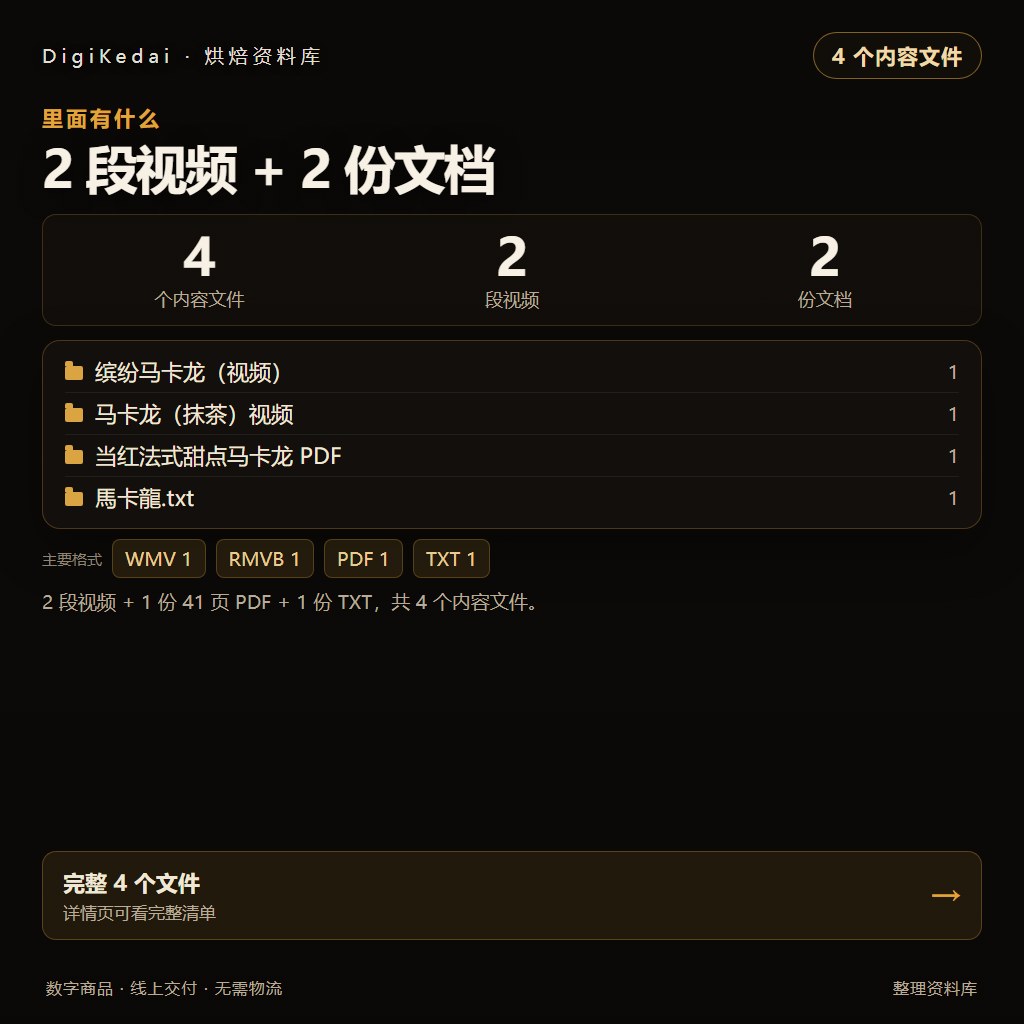 DigiKedai · 烘焙资料库
4 个内容文件
里面有什么
2 段视频 + 2 份文档
4
个内容文件
2
段视频
2
份文档
缤纷马卡龙（视频） 1
马卡龙（抹茶）视频 1
当红法式甜点马卡龙 PDF 1
馬卡龍.txt 1
主要格式 WMV 1 RMVB 1 PDF 1 TXT 1
2 段视频 + 1 份 41 页 PDF + 1 份 TXT，共 4 个内容文件。
完整 4 个文件
详情页可看完整清单
→
数字商品 · 线上交付 · 无需物流
整理资料库